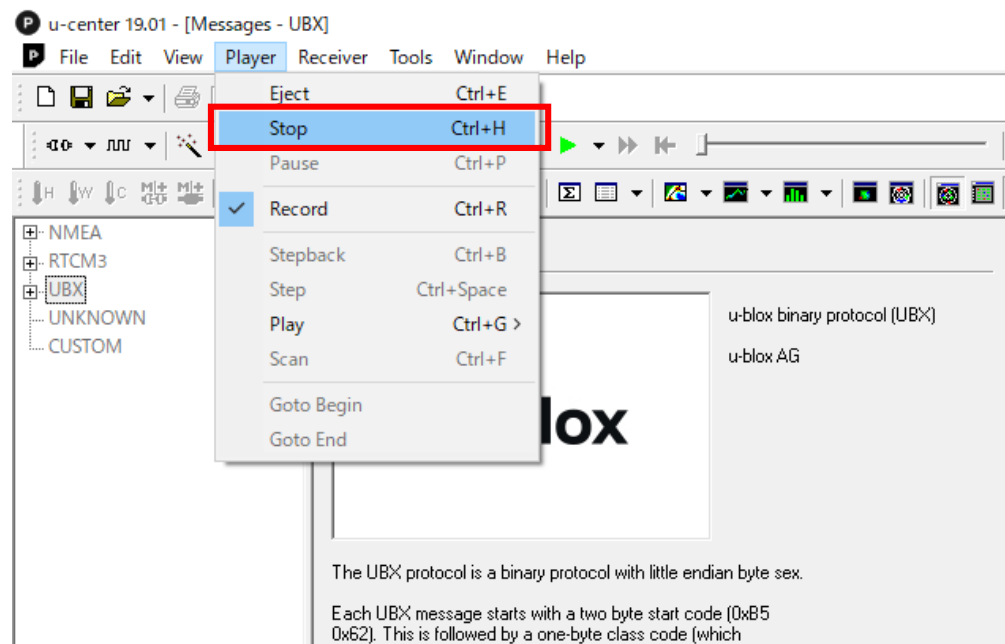 u-center 19.01 - [Messages - UBX]
File Edit View Player Receiver Tools Window Help
Eject Ctrl+E
Stop Ctrl+H
Pause Ctrl+P
Record Ctrl+R
Stepback Ctrl+B
Step Ctrl+Space
Play Ctrl+G >
Scan Ctrl+F
Goto Begin
Goto End
H W C
NMEA
RTCM3
UBX
UNKNOWN
CUSTOM
lox
u-blox binary protocol (UBX)
u-blox AG
The UBX protocol is a binary protocol with little endian byte sex.
Each UBX message starts with a two byte start code (0xB5
0x62). This is followed by a one-byte class code (which